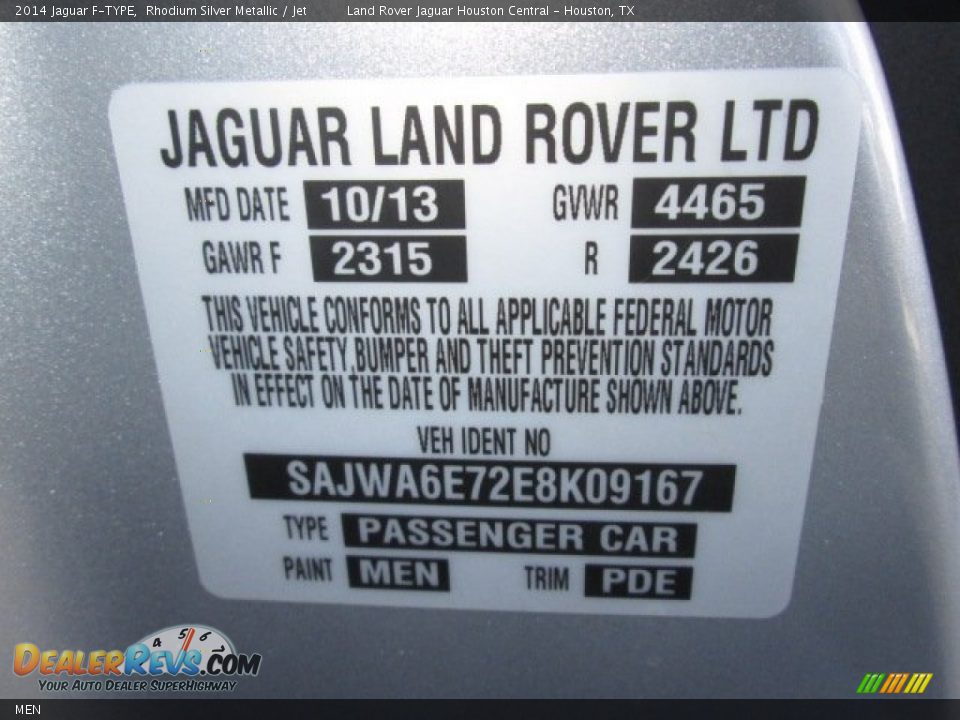 2014 Jaguar F-TYPE, Rhodium Silver Metallic / Jet Land Rover Jaguar Houston Central - Houston, TX
JAGUAR LAND ROVER LTD
MFD DATE 10/13 GVWR 4465
GAWR F 2315 R 2426
THIS VEHICLE CONFORMS TO ALL APPLICABLE FEDERAL MOTOR
VEHICLE SAFETY,BUMPER AND THEFT PREVENTION STANDARDS
IN EFFECT ON THE DATE OF MANUFACTURE SHOWN ABOVE.
VEH IDENT NO
SAJWA6E72E8K09167
TYPE PASSENGER CAR
PAINT MEN TRIM PDE
4 5 6
DEALERREVS.COM
YOUR AUTO DEALER SUPERHIGHWAY
MEN